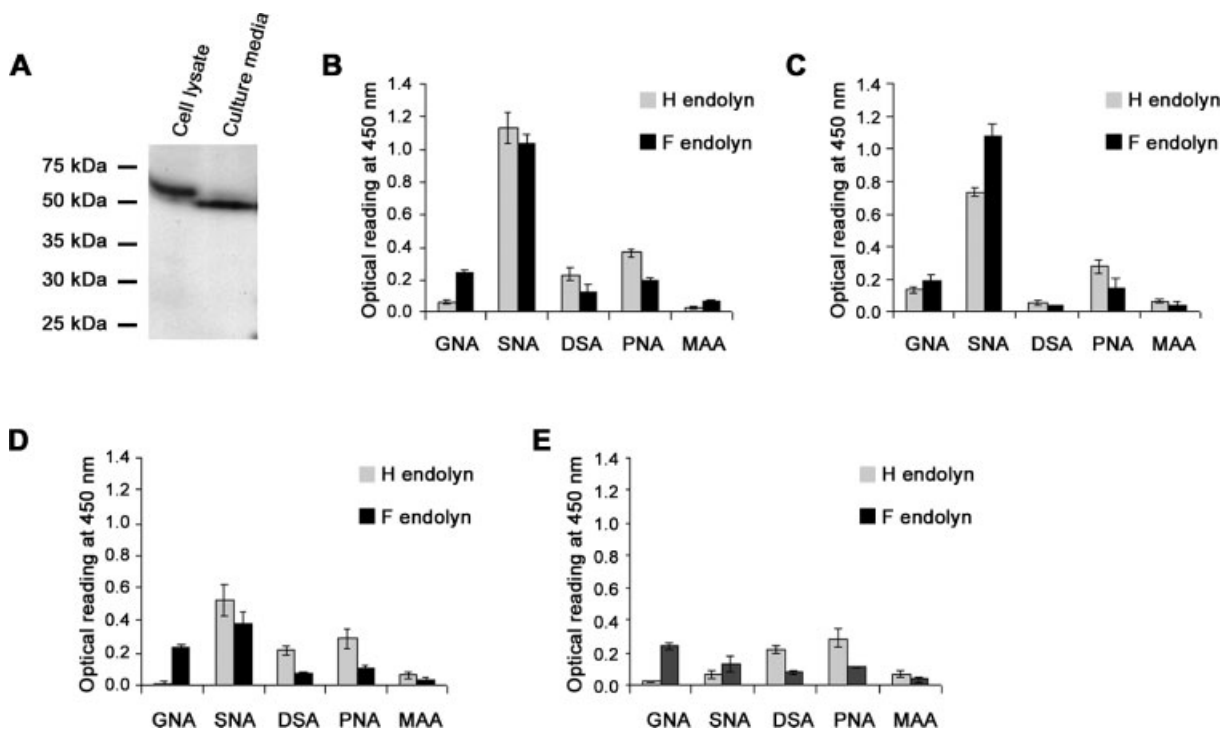 A
Cell lysate
Culture media
75 kDa
50 kDa
35 kDa
30 kDa
25 kDa
B
Optical reading at 450 nm
1.4
1.2
1.0
0.8
0.6
0.4
0.2
0.0
H endolyn
F endolyn
GNA SNA DSA PNA MAA
C
Optical reading at 450 nm
1.4
1.2
1.0
0.8
0.6
0.4
0.2
0.0
H endolyn
F endolyn
GNA SNA DSA PNA MAA
D
Optical reading at 450 nm
1.4
1.2
1.0
0.8
0.6
0.4
0.2
0.0
H endolyn
F endolyn
GNA SNA DSA PNA MAA
E
Optical reading at 450 nm
1.4
1.2
1.0
0.8
0.6
0.4
0.2
0.0
H endolyn
F endolyn
GNA SNA DSA PNA MAA